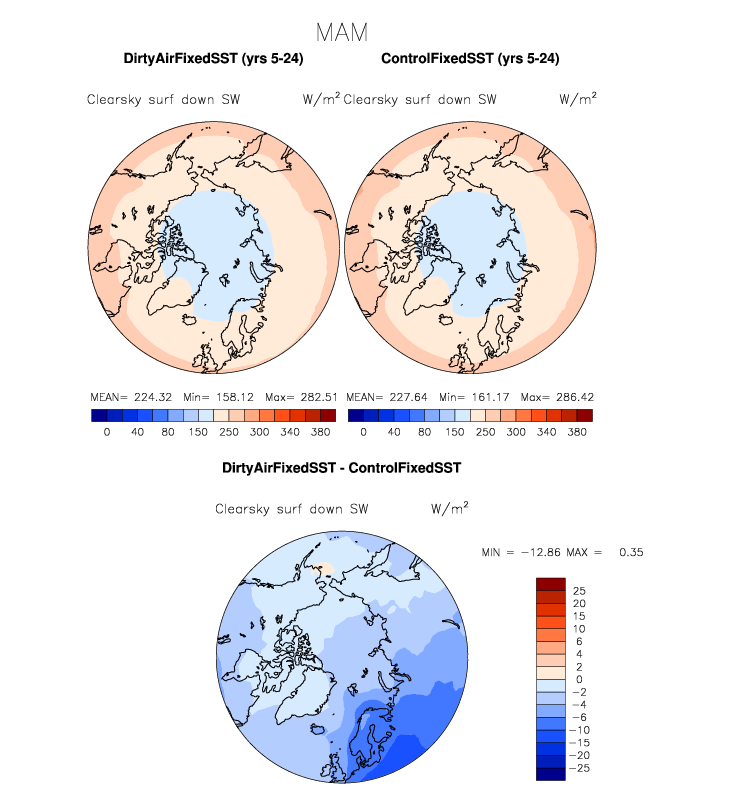 MAM
DirtyAirFixedSST (yrs 5-24) ControlFixedSST (yrs 5-24)
Clearsky surf down SW W/m² Clearsky surf down SW W/m²
MEAN= 224.32 Min= 158.12 Max= 282.51 MEAN= 227.64 Min= 161.17 Max= 286.42
0 40 80 150 250 300 340 380 0 40 80 150 250 300 340 380
DirtyAirFixedSST - ControlFixedSST
Clearsky surf down SW W/m²
MIN = −12.86 MAX = 0.35
25
20
15
10
6
4
2
0
−2
−4
−6
−10
−15
−20
−25